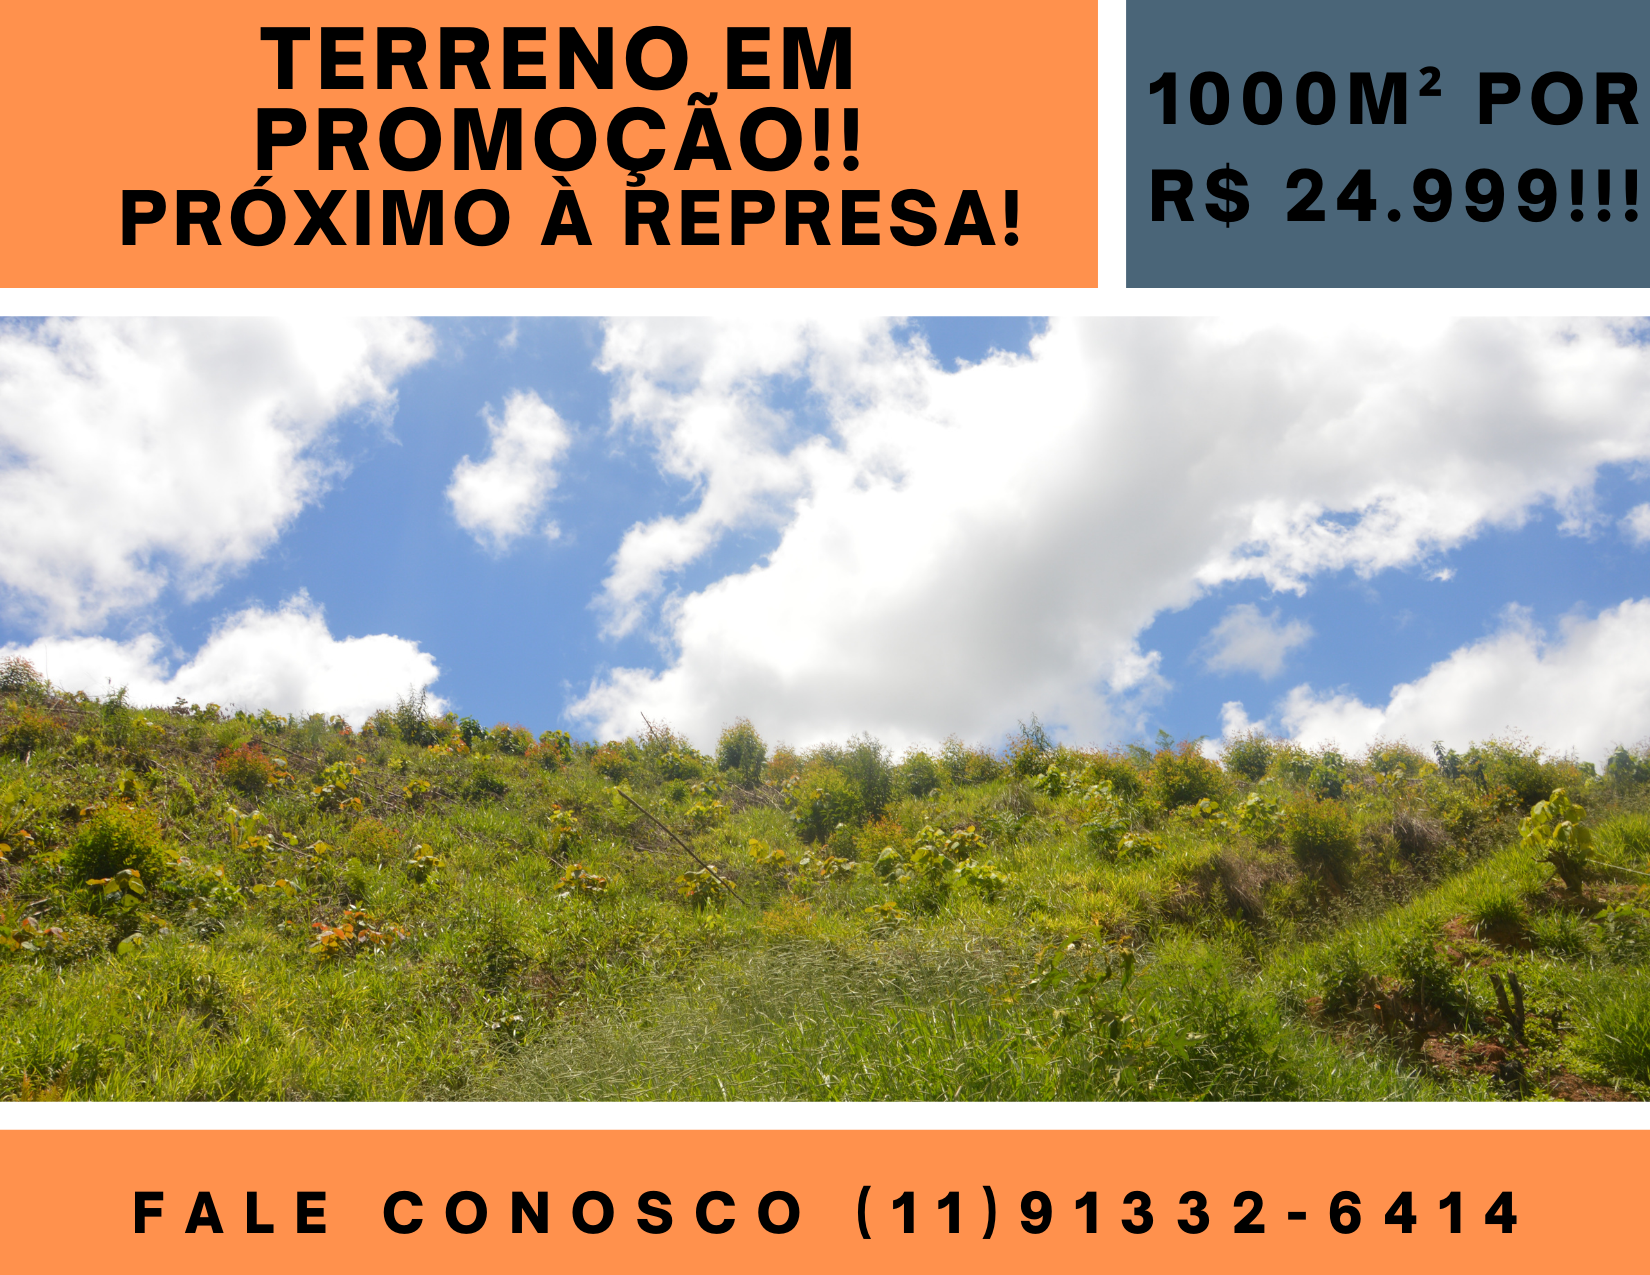 TERRENO EM
PROMOÇÃO!!
PRÓXIMO À REPRESA!
1000M² POR
R$ 24.999!!!
FALE CONOSCO (11)91332-6414